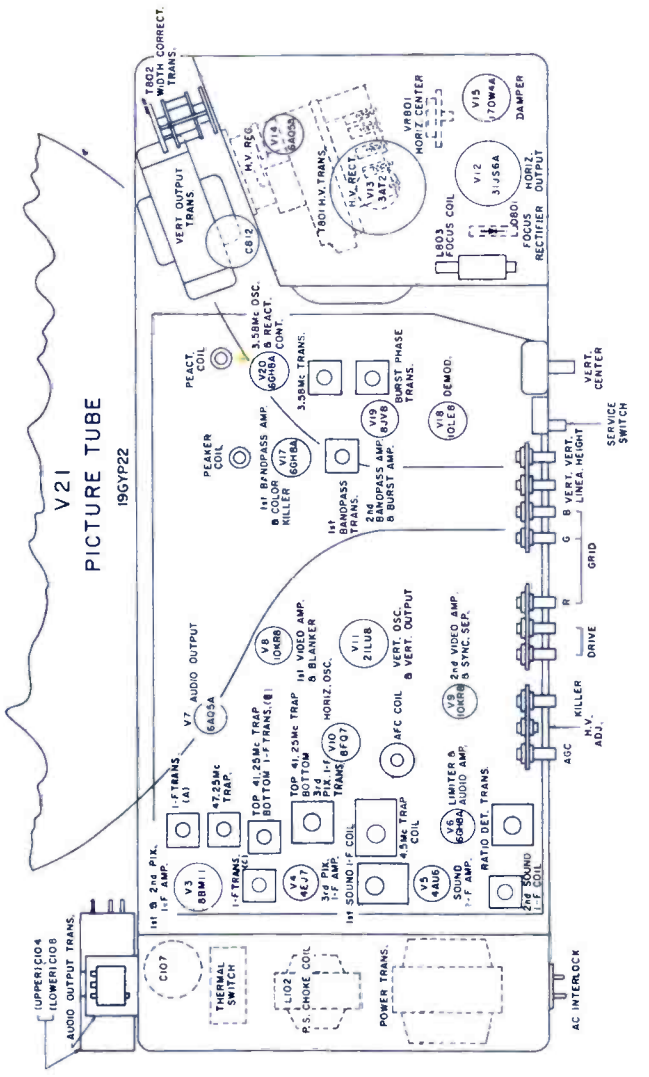 V21
PICTURE TUBE
19GYP22
(UPPER) C104
(LOWER) C108
AUDIO OUTPUT TRANS.
C107
THERMAL
SWITCH
L102
P.S. CHOKE COIL
POWER TRANS.
AC INTERLOCK
1st & 2nd PIX.
I-F AMP.
V3
8BM11
I-F TRANS.
(A)
47.25Mc
TRAP.
I-F TRANS.
TOP 41.25Mc TRAP
BOTTOM I-F TRANS. (B)
V4
4EJ7
3rd PIX.
I-F AMP.
TOP 41.25Mc TRAP
BOTTOM
3rd
PIX. I-F
TRANS.
1st SOUND I-F COIL
4.5Mc TRAP
COIL
V5
4AU6
SOUND
I-F AMP.
V6
6GH8A
LIMITER &
AUDIO AMP.
2nd SOUND
I-F COIL
RATIO DET. TRANS.
V7 AUDIO OUTPUT
6AQ5A
V8
10KR8
1st VIDEO AMP.
& BLANKER
HORIZ. OSC.
V10
8FQ7
V11
21LU8
VERT. OSC.
& VERT. OUTPUT
AFC COIL
V9
10KR8
2nd VIDEO AMP.
& SYNC. SEP.
AGC
H.V.
ADJ.
KILLER
DRIVE
R
G
B
GRID
VERT.
LINEA.
VERT.
HEIGHT
SERVICE
SWITCH
VERT.
CENTER
PEAKER
COIL
1st BANDPASS AMP.
& COLOR
KILLER
V17
6GH8A
REACT.
COIL
V20
6GH8A
3.58Mc OSC.
& REACT.
CONT.
3.58Mc TRANS.
1st
BANDPASS
TRANS.
2nd
BANDPASS AMP.
& BURST AMP.
V19
8JV8
BURST PHASE
TRANS.
V18
10LE8
DEMOD.
VERT OUTPUT
TRANS.
C812
T802
WIDTH CORRECT.
TRANS.
H.V. REG.
V14
6AQ5A
T801 H.V. TRANS.
H.V. RECT.
V13
3AT2
VR801
HORIZ. CENTER
L803
FOCUS COIL
FOCUS
RECTIFIER
V12
31JS6A
HORIZ.
OUTPUT
V15
17DW4A
DAMPER